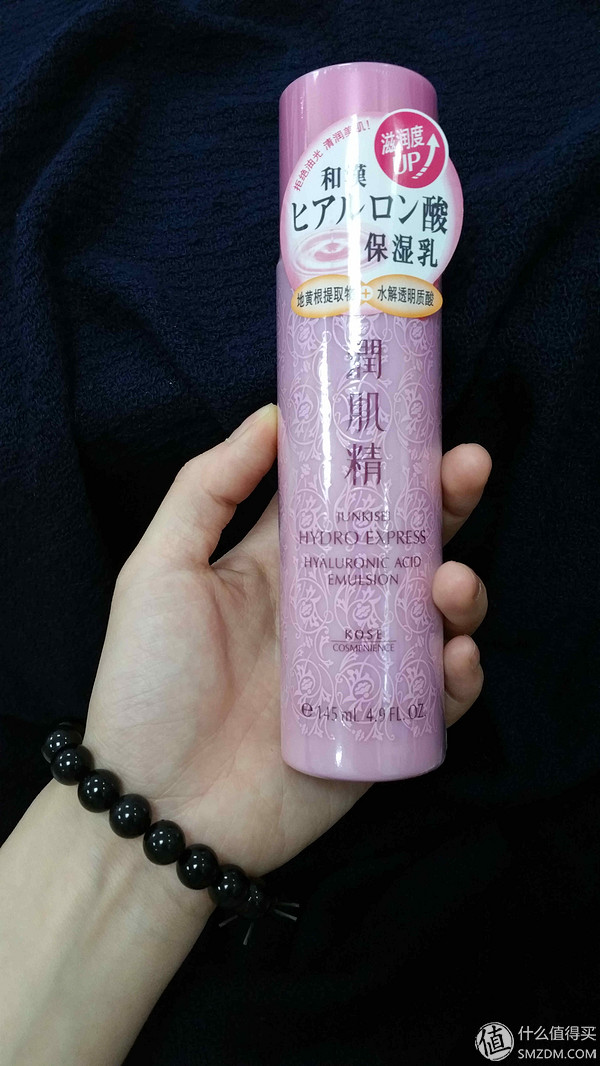 拒绝油光 清润美肌!
滋润度
UP
和漢
ヒアルロン酸
保湿乳
地黄根提取物+水解透明质酸
潤
肌
精
JUNKISEI
HYDRO EXPRESS
HYALURONIC ACID
EMULSION
KOSÉ
COSMENIENCE
℮ 145 mL 4.9 FL. OZ.
值 什么值得买
SMZDM.COM